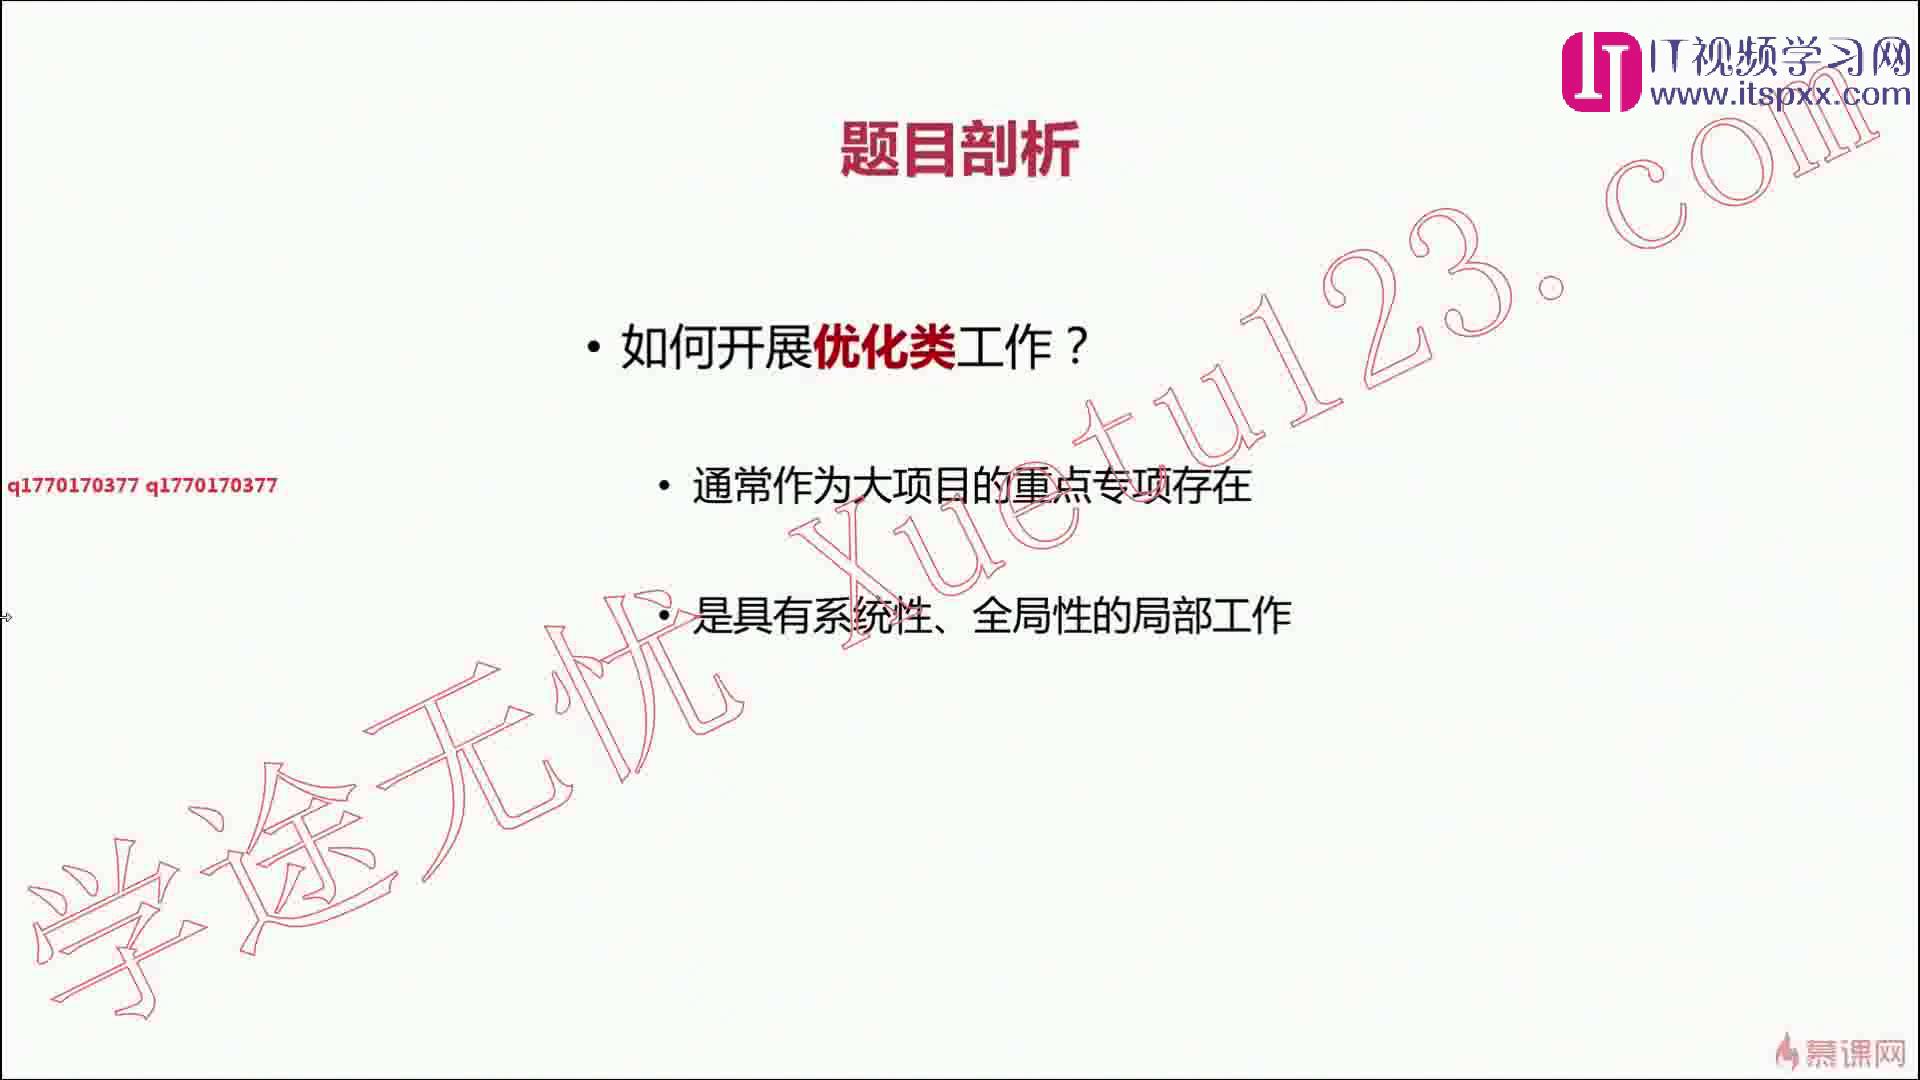 IT视频学习网
www.itspxx.com
题目剖析
• 如何开展优化类工作？
• 通常作为大项目的重点专项存在
q1770170377 q1770170377
• 是具有系统性、全局性的局部工作
学途无忧 Xuetu123.com
慕课网